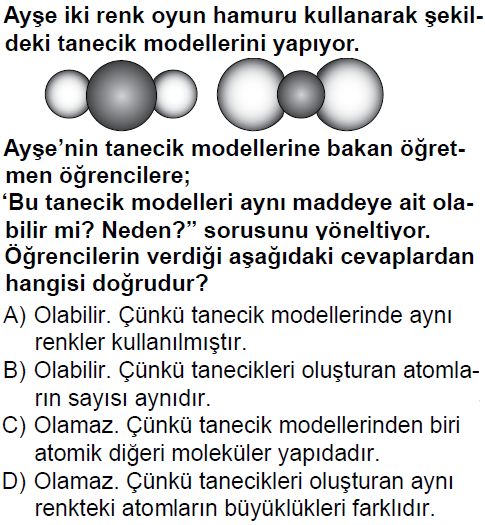 Ayşe iki renk oyun hamuru kullanarak şekil-
deki tanecik modellerini yapıyor.
Ayşe’nin tanecik modellerine bakan öğret-
men öğrencilere;
‘Bu tanecik modelleri aynı maddeye ait ola-
bilir mi? Neden?” sorusunu yöneltiyor.
Öğrencilerin verdiği aşağıdaki cevaplardan
hangisi doğrudur?
A) Olabilir. Çünkü tanecik modellerinde aynı
renkler kullanılmıştır.
B) Olabilir. Çünkü tanecikleri oluşturan atomla-
rın sayısı aynıdır.
C) Olamaz. Çünkü tanecik modellerinden biri
atomik diğeri moleküler yapıdadır.
D) Olamaz. Çünkü tanecikleri oluşturan aynı
renkteki atomların büyüklükleri farklıdır.